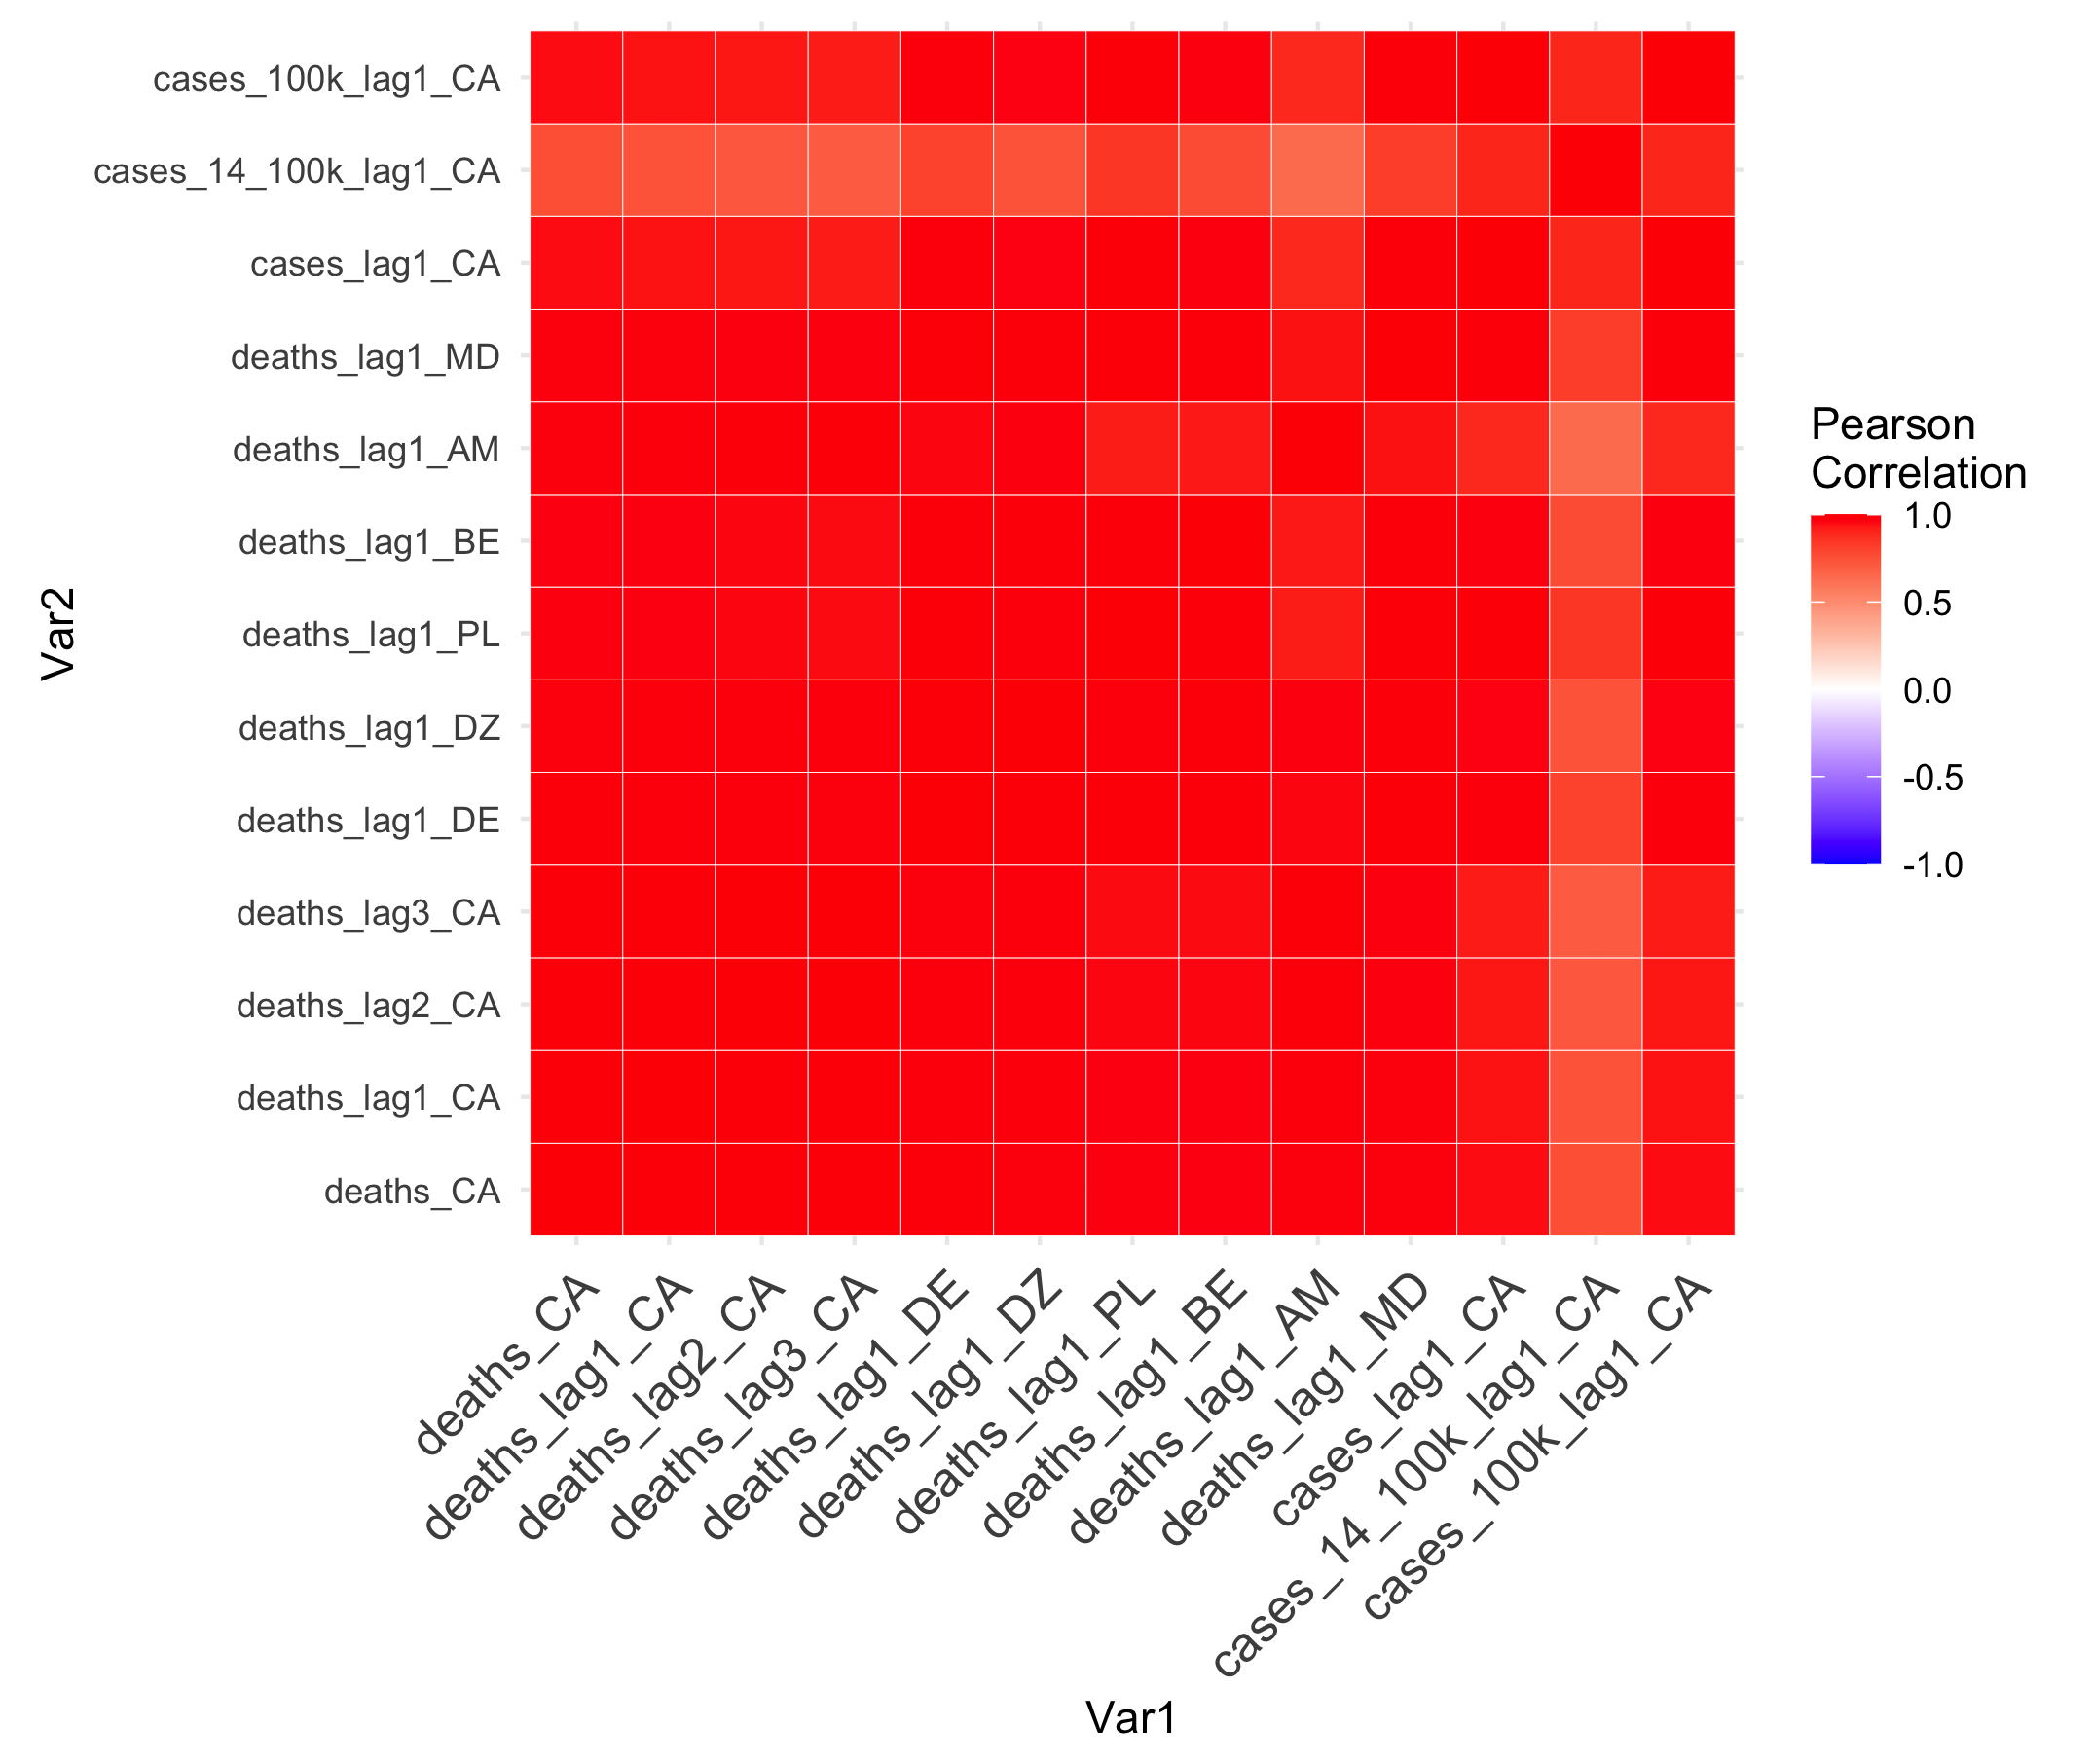 cases_100k_lag1_CA
cases_14_100k_lag1_CA
cases_lag1_CA
deaths_lag1_MD
deaths_lag1_AM
deaths_lag1_BE
deaths_lag1_PL
deaths_lag1_DZ
deaths_lag1_DE
deaths_lag3_CA
deaths_lag2_CA
deaths_lag1_CA
deaths_CA
Var2
deaths_CA
deaths_lag1_CA
deaths_lag2_CA
deaths_lag3_CA
deaths_lag1_DE
deaths_lag1_DZ
deaths_lag1_PL
deaths_lag1_BE
deaths_lag1_AM
deaths_lag1_MD
cases_lag1_CA
cases_14_100k_lag1_CA
cases_100k_lag1_CA
Var1
Pearson
Correlation
1.0
0.5
0.0
-0.5
-1.0